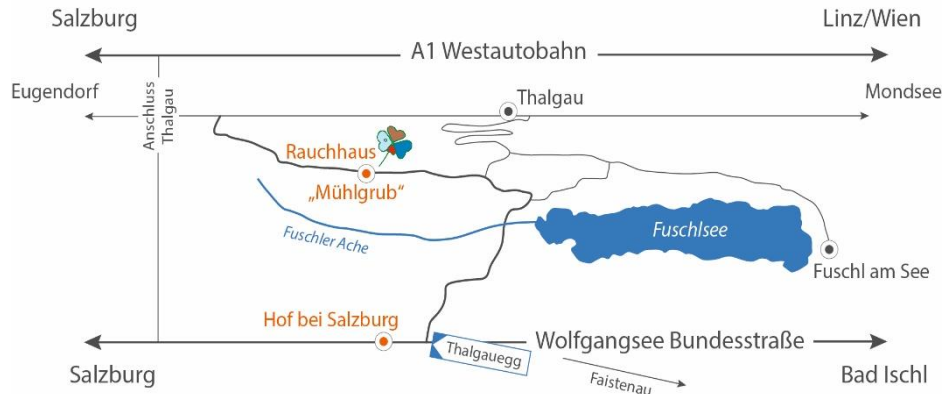 Salzburg
Linz/Wien
A1 Westautobahn
Eugendorf
Anschluss
Thalgau
Thalgau
Mondsee
Rauchhaus
„Mühlgrub“
Fuschler Ache
Fuschlsee
Fuschl am See
Hof bei Salzburg
Thalgauegg
Wolfgangsee Bundesstraße
Salzburg
Faistenau
Bad Ischl